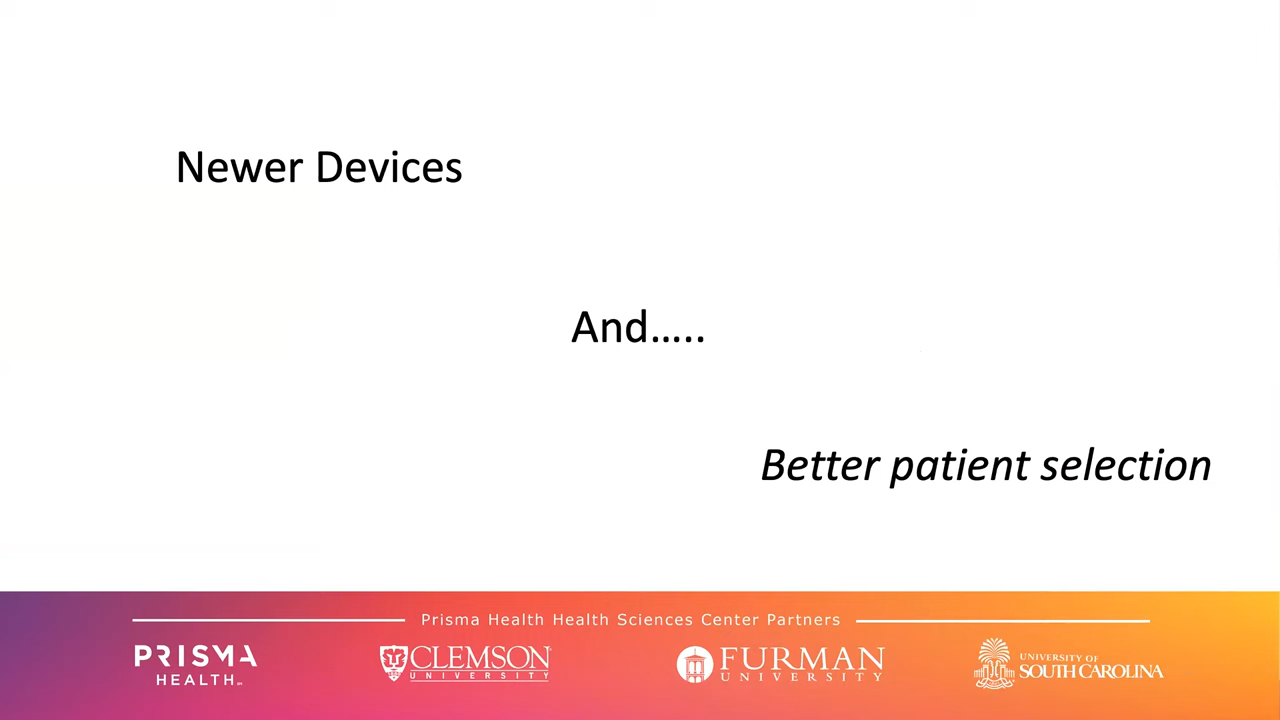 Newer Devices
And…..
Better patient selection
Prisma Health Health Sciences Center Partners
PRISMA
HEALTH
CLEMSON
UNIVERSITY
FURMAN
UNIVERSITY
UNIVERSITY OF
SOUTH CAROLINA